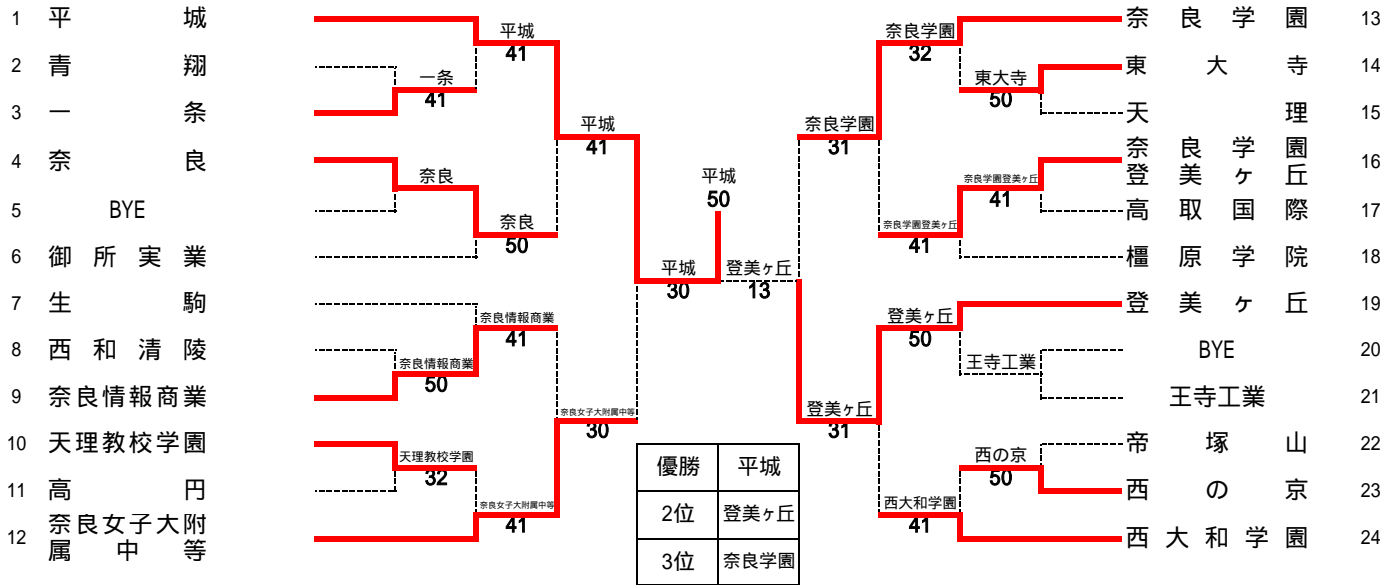 1 平城
2 青翔
3 一条
4 奈良
5 BYE
6 御所実業
7 生駒
8 西和清陵
9 奈良情報商業
10 天理教校学園
11 高円
12 奈良女子大附
属中等
平城
41
一条
41
奈良
奈良
50
奈良情報商業
41
奈良情報商業
50
天理教校学園
32
奈良女子大附属中等
41
平城
41
奈良女子大附属中等
30
平城
30
平城
50
登美ヶ丘
13
奈良学園
31
登美ヶ丘
31
奈良学園
32
東大寺
50
奈良学園登美ヶ丘
41
奈良学園登美ヶ丘
41
登美ヶ丘
50
王寺工業
西の京
50
西大和学園
41
奈良学園 13
東大寺 14
天理 15
奈良学園
登美ヶ丘 16
高取国際 17
橿原学院 18
登美ヶ丘 19
BYE 20
王寺工業 21
帝塚山 22
西の京 23
西大和学園 24
優勝 平城
2位 登美ヶ丘
3位 奈良学園